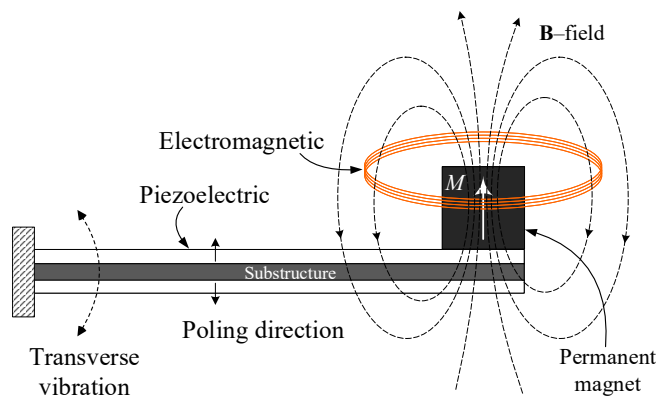 B–field
Electromagnetic
M
Piezoelectric
Substructure
Poling direction
Transverse
vibration
Permanent
magnet